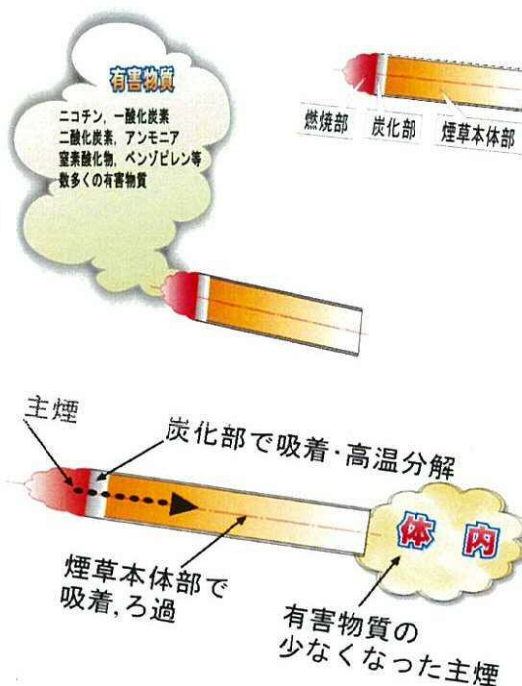 有害物質
ニコチン, 一酸化炭素
二酸化炭素, アンモニア
窒素酸化物, ベンゾピレン等
数多くの有害物質
燃焼部
炭化部
煙草本体部
主煙
炭化部で吸着・高温分解
煙草本体部で
吸着, ろ過
体内
有害物質の
少なくなった主煙